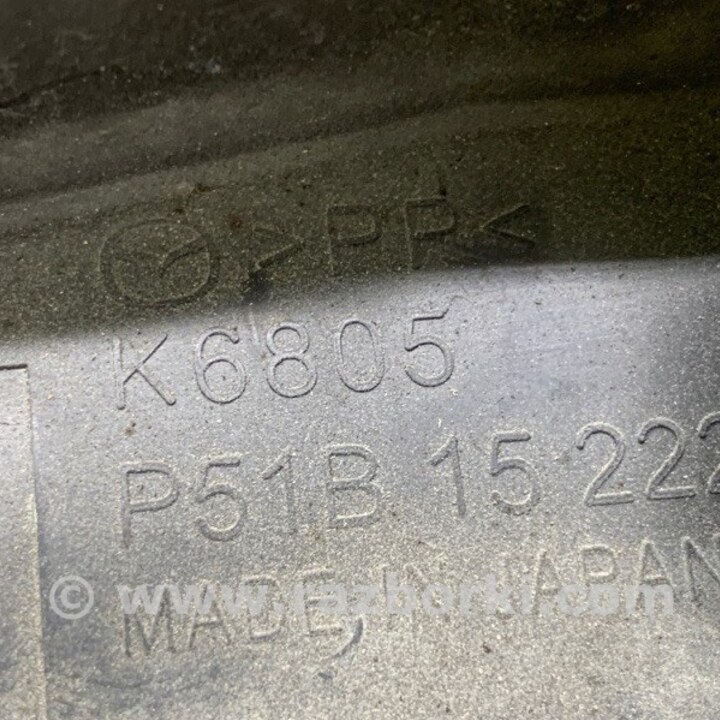 >PP<
K6805
P51B 15 222
MADE IN JAPAN
© www.razborki.com